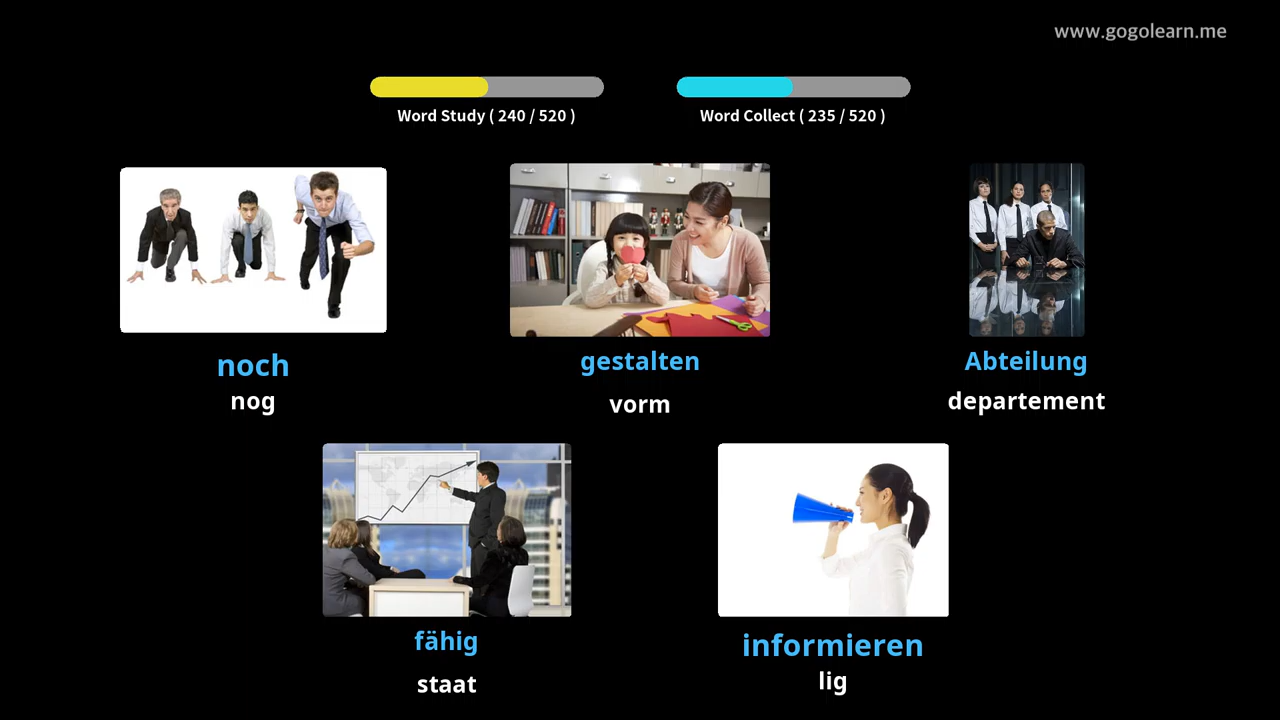 www.gogolearn.me
Word Study ( 240 / 520 )
Word Collect ( 235 / 520 )
noch
nog
gestalten
vorm
Abteilung
departement
fähig
staat
informieren
lig